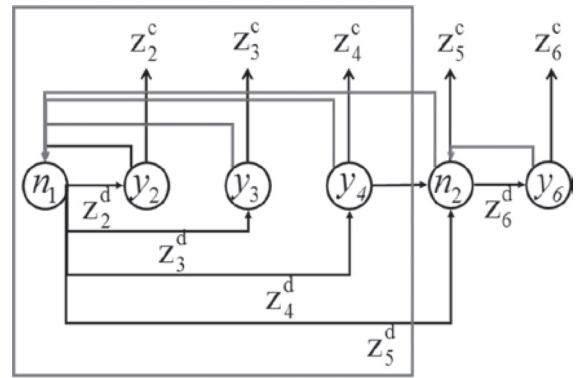 z₂ᶜ z₃ᶜ z₄ᶜ z₅ᶜ z₆ᶜ
n₁ y₂ y₃ y₄ n₂ y₆
z₂ᵈ z₆ᵈ
z₃ᵈ
z₄ᵈ
z₅ᵈ